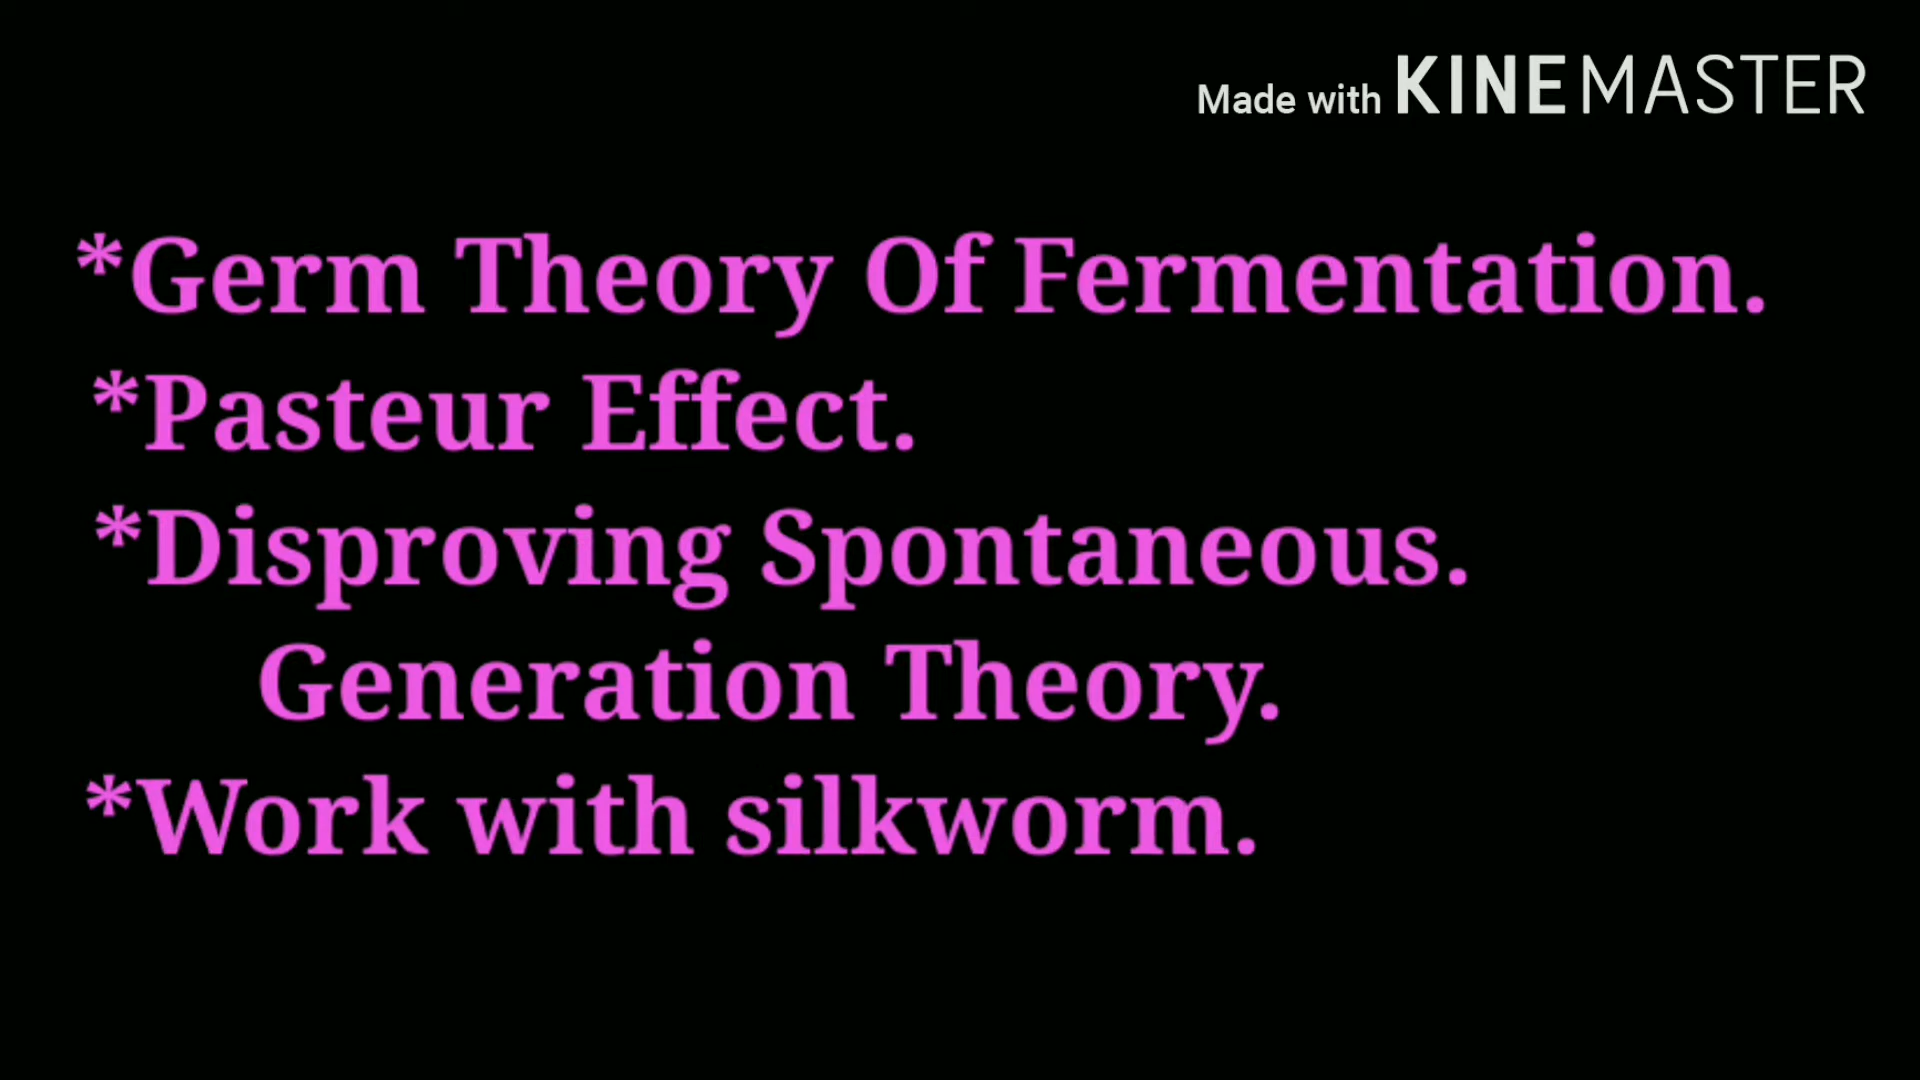 Made with KINEMASTER
*Germ Theory Of Fermentation.
*Pasteur Effect.
*Disproving Spontaneous.
Generation Theory.
*Work with silkworm.